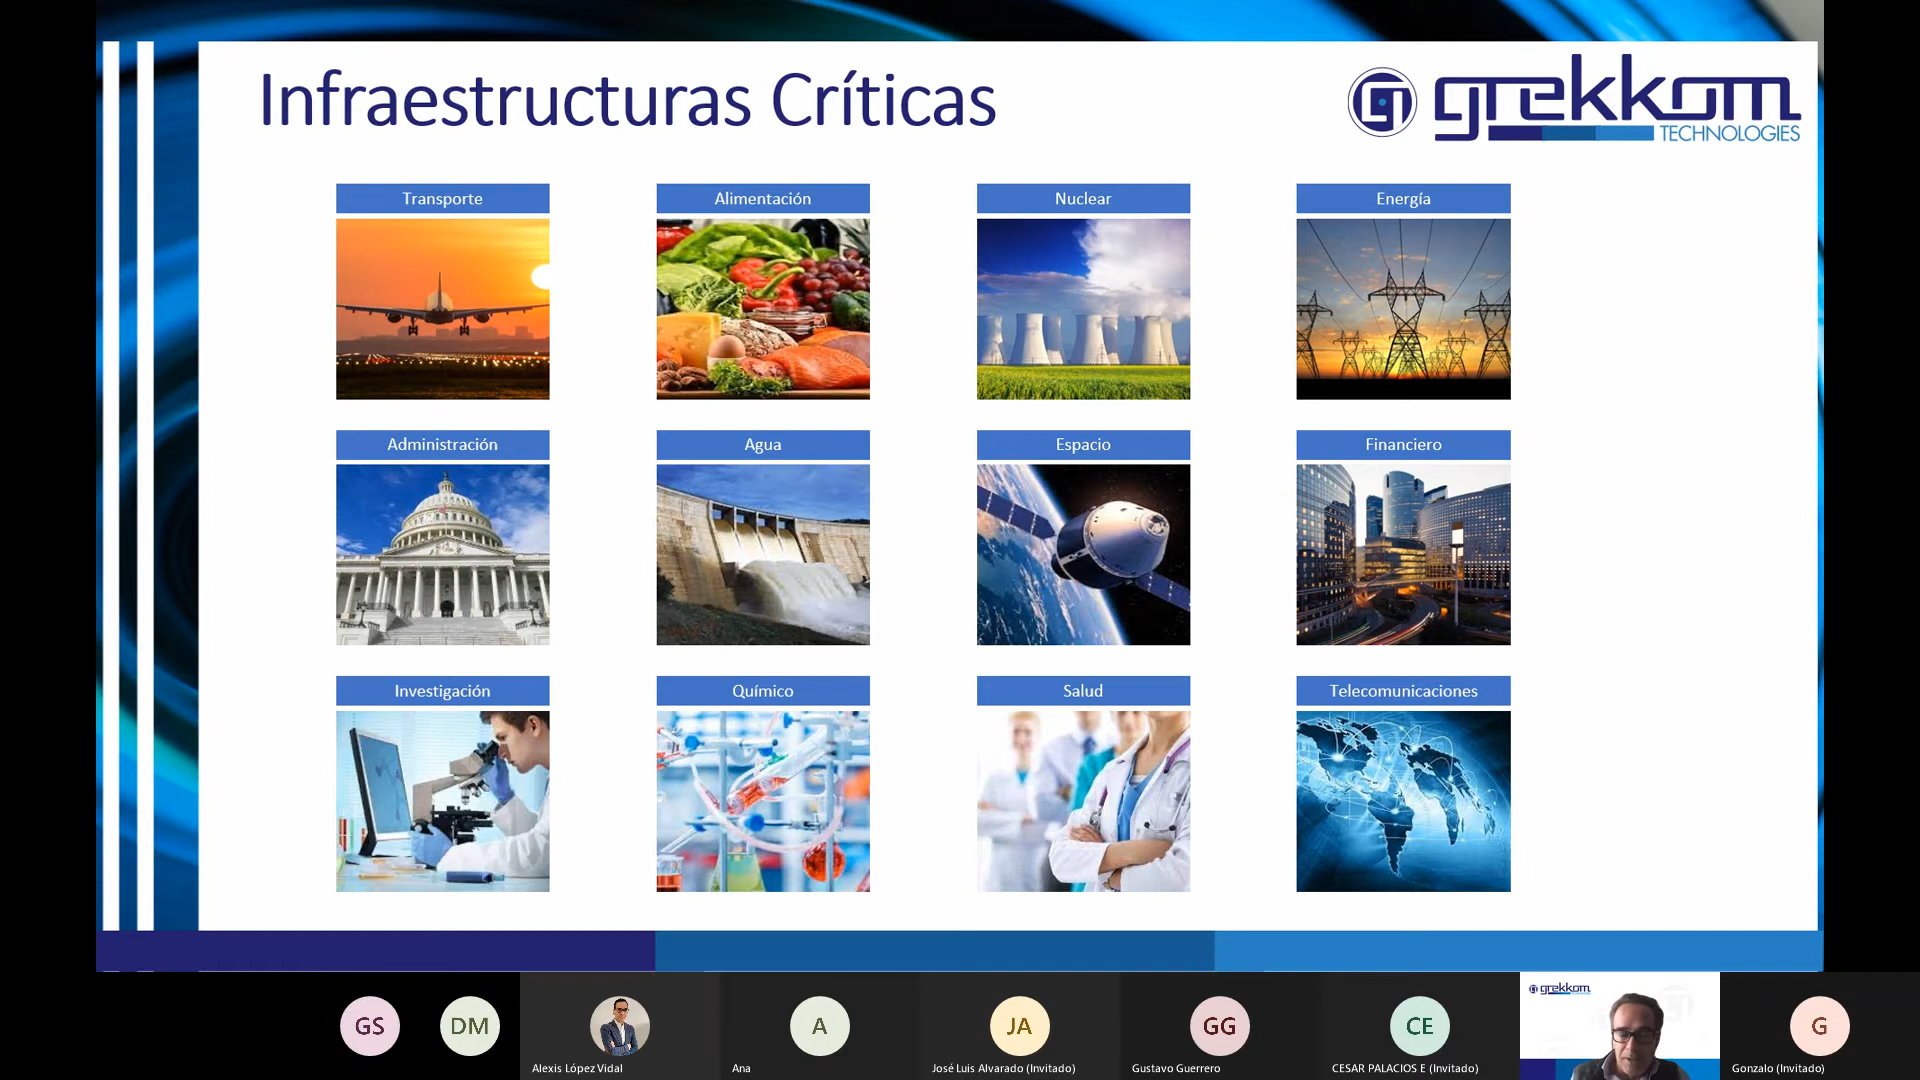 Infraestructuras Críticas
grekkom
TECHNOLOGIES
Transporte
Alimentación
Nuclear
Energía
Administración
Agua
Espacio
Financiero
Investigación
Químico
Salud
Telecomunicaciones
GS
DM
A
JA
GG
CE
grekkom
G
Alexis López Vidal
Ana
José Luis Alvarado (Invitado)
Gustavo Guerrero
CESAR PALACIOS E (Invitado)
Gonzalo (Invitado)